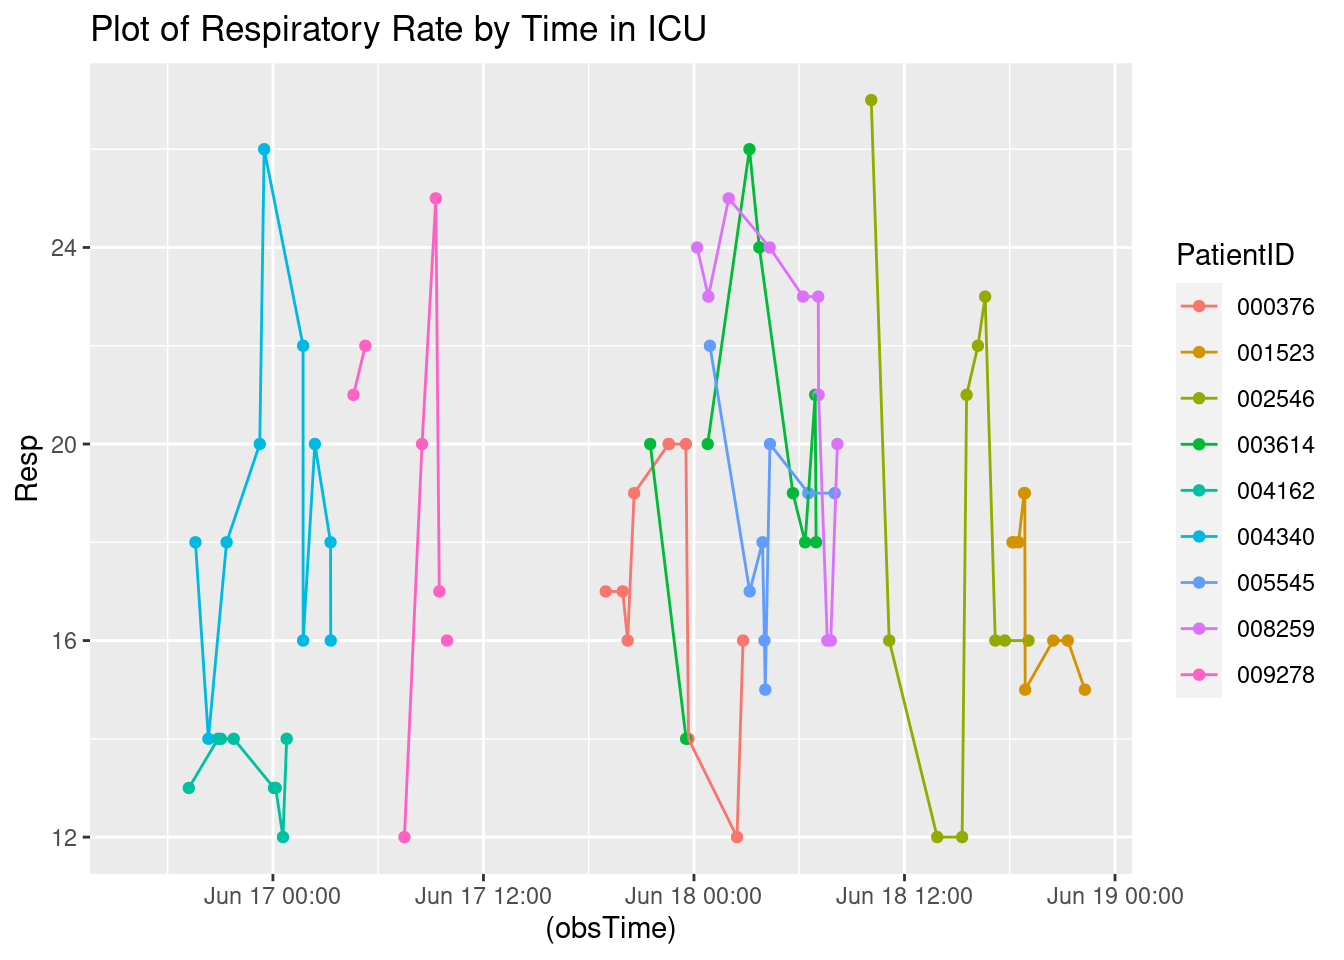 Plot of Respiratory Rate by Time in ICU
Resp
24
20
16
12
Jun 17 00:00
Jun 17 12:00
Jun 18 00:00
Jun 18 12:00
Jun 19 00:00
(obsTime)
PatientID
000376
001523
002546
003614
004162
004340
005545
008259
009278